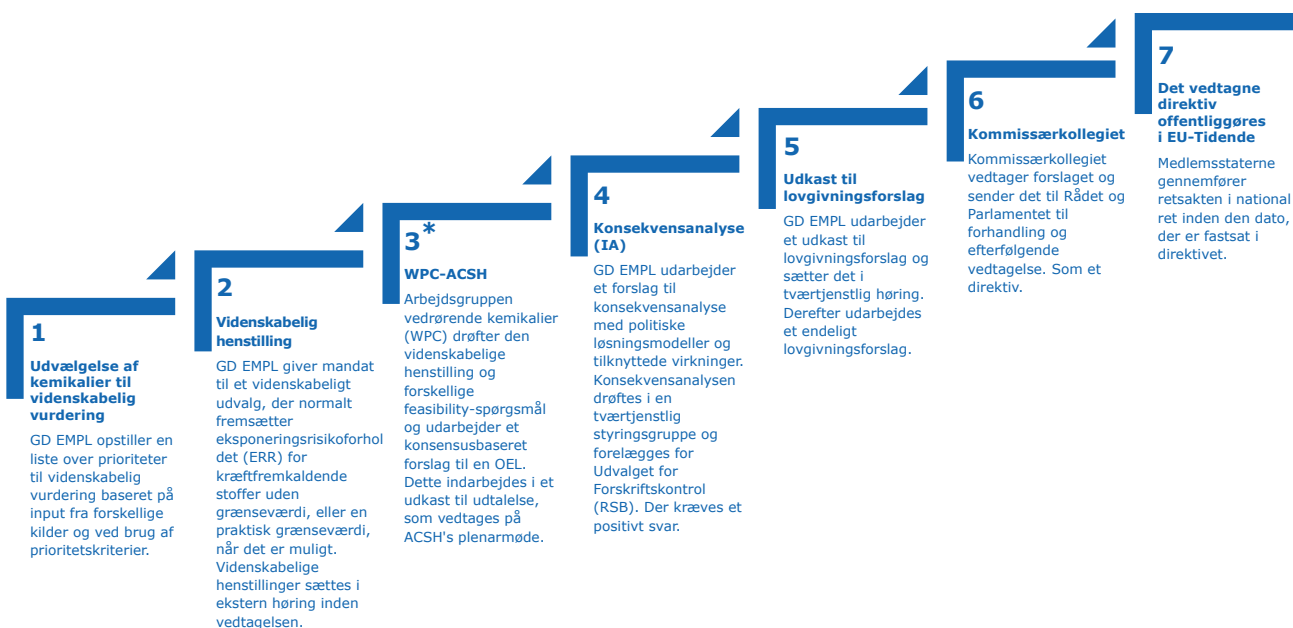 1
Udvælgelse af
kemikalier til
videnskabelig
vurdering
GD EMPL opstiller en
liste over prioriteter
til videnskabelig
vurdering baseret på
input fra forskellige
kilder og ved brug af
prioritetskriterier.
2
Videnskabelig
henstilling
GD EMPL giver mandat
til et videnskabeligt
udvalg, der normalt
fremsætter
eksponeringsrisikoforhol
det (ERR) for
kræftfremkaldende
stoffer uden
grænseværdi, eller en
praktisk grænseværdi,
når det er muligt.
Videnskabelige
henstillinger sættes i
ekstern høring inden
vedtagelsen.
3*
WPC-ACSH
Arbejdsgruppen
vedrørende kemikalier
(WPC) drøfter den
videnskabelige
henstilling og
forskellige
feasibility-spørgsmål
og udarbejder et
konsensusbaseret
forslag til en OEL.
Dette indarbejdes i et
udkast til udtalelse,
som vedtages på
ACSH's plenarmøde.
4
Konsekvensanalyse
(IA)
GD EMPL udarbejder
et forslag til
konsekvensanalyse
med politiske
løsningsmodeller og
tilknyttede virkninger.
Konsekvensanalysen
drøftes i en
tværtjenstlig
styringsgruppe og
forelægges for
Udvalget for
Forskriftskontrol
(RSB). Der kræves et
positivt svar.
5
Udkast til
lovgivningsforslag
GD EMPL udarbejder
et udkast til
lovgivningsforslag og
sætter det i
tværtjenstlig høring.
Derefter udarbejdes
et endeligt
lovgivningsforslag.
6
Kommissærkollegiet
Kommissærkollegiet
vedtager forslaget og
sender det til Rådet og
Parlamentet til
forhandling og
efterfølgende
vedtagelse. Som et
direktiv.
7
Det vedtagne
direktiv
offentliggøres
i EU-Tidende
Medlemsstaterne
gennemfører
retsakten i national
ret inden den dato,
der er fastsat i
direktivet.